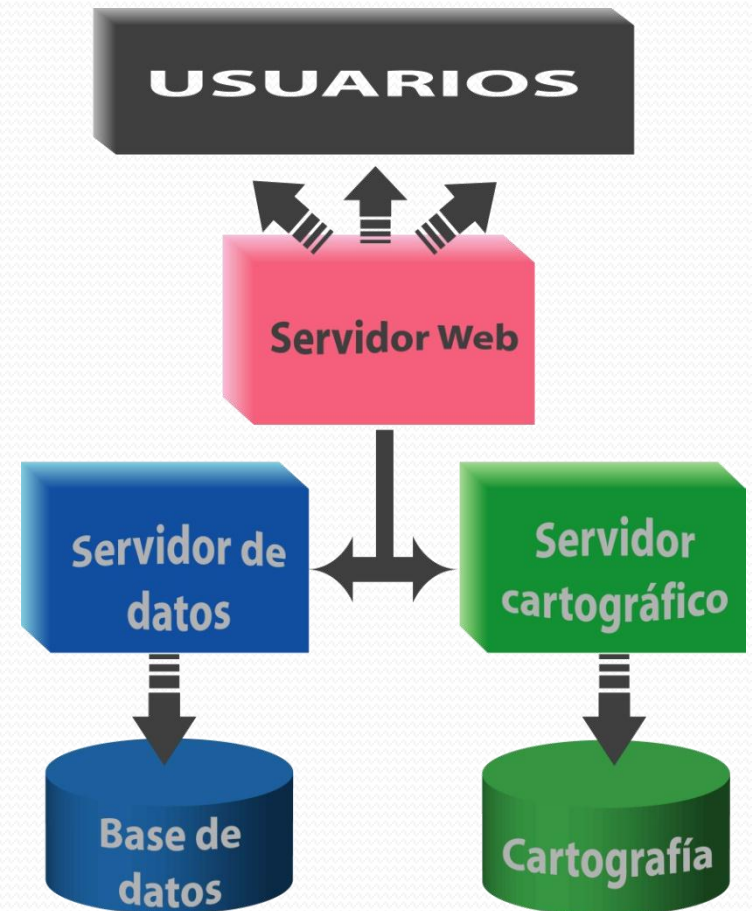 USUARIOS
Servidor Web
Servidor de
datos
Servidor
cartográfico
Base de
datos
Cartografía